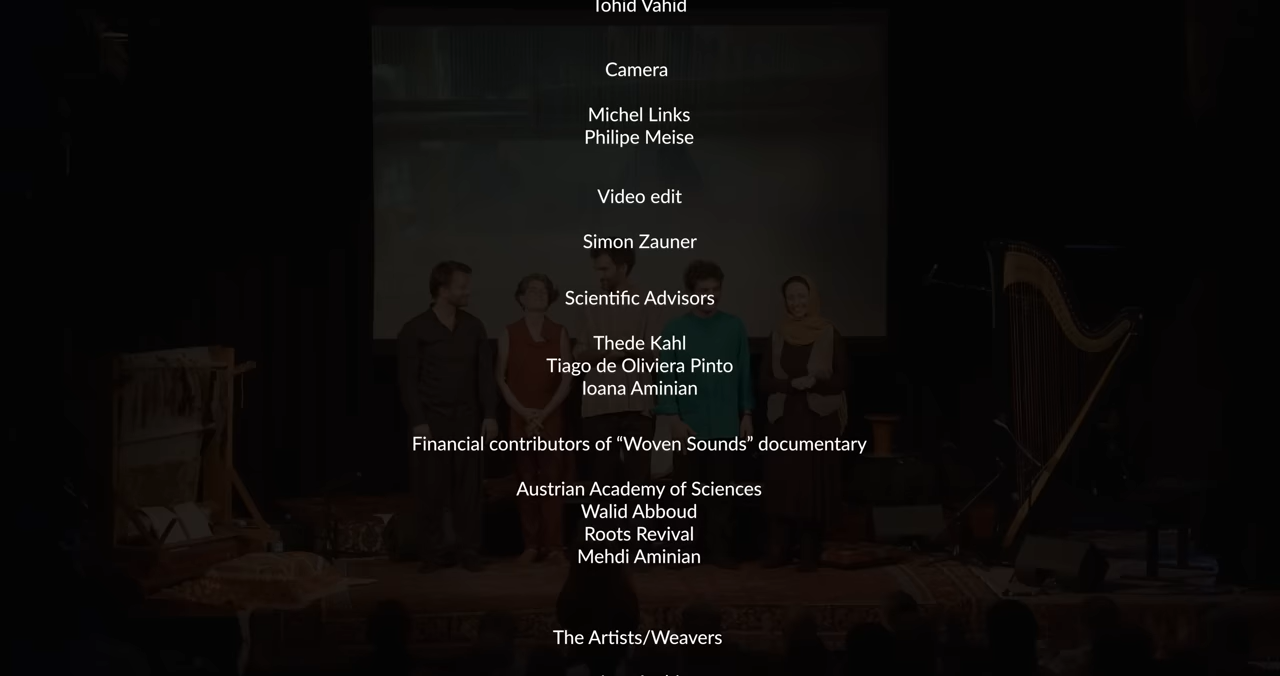 Tohid Vahid
Camera
Michel Links
Philipe Meise
Video edit
Simon Zauner
Scientific Advisors
Thede Kahl
Tiago de Oliviera Pinto
Ioana Aminian
Financial contributors of “Woven Sounds” documentary
Austrian Academy of Sciences
Walid Abboud
Roots Revival
Mehdi Aminian
The Artists/Weavers